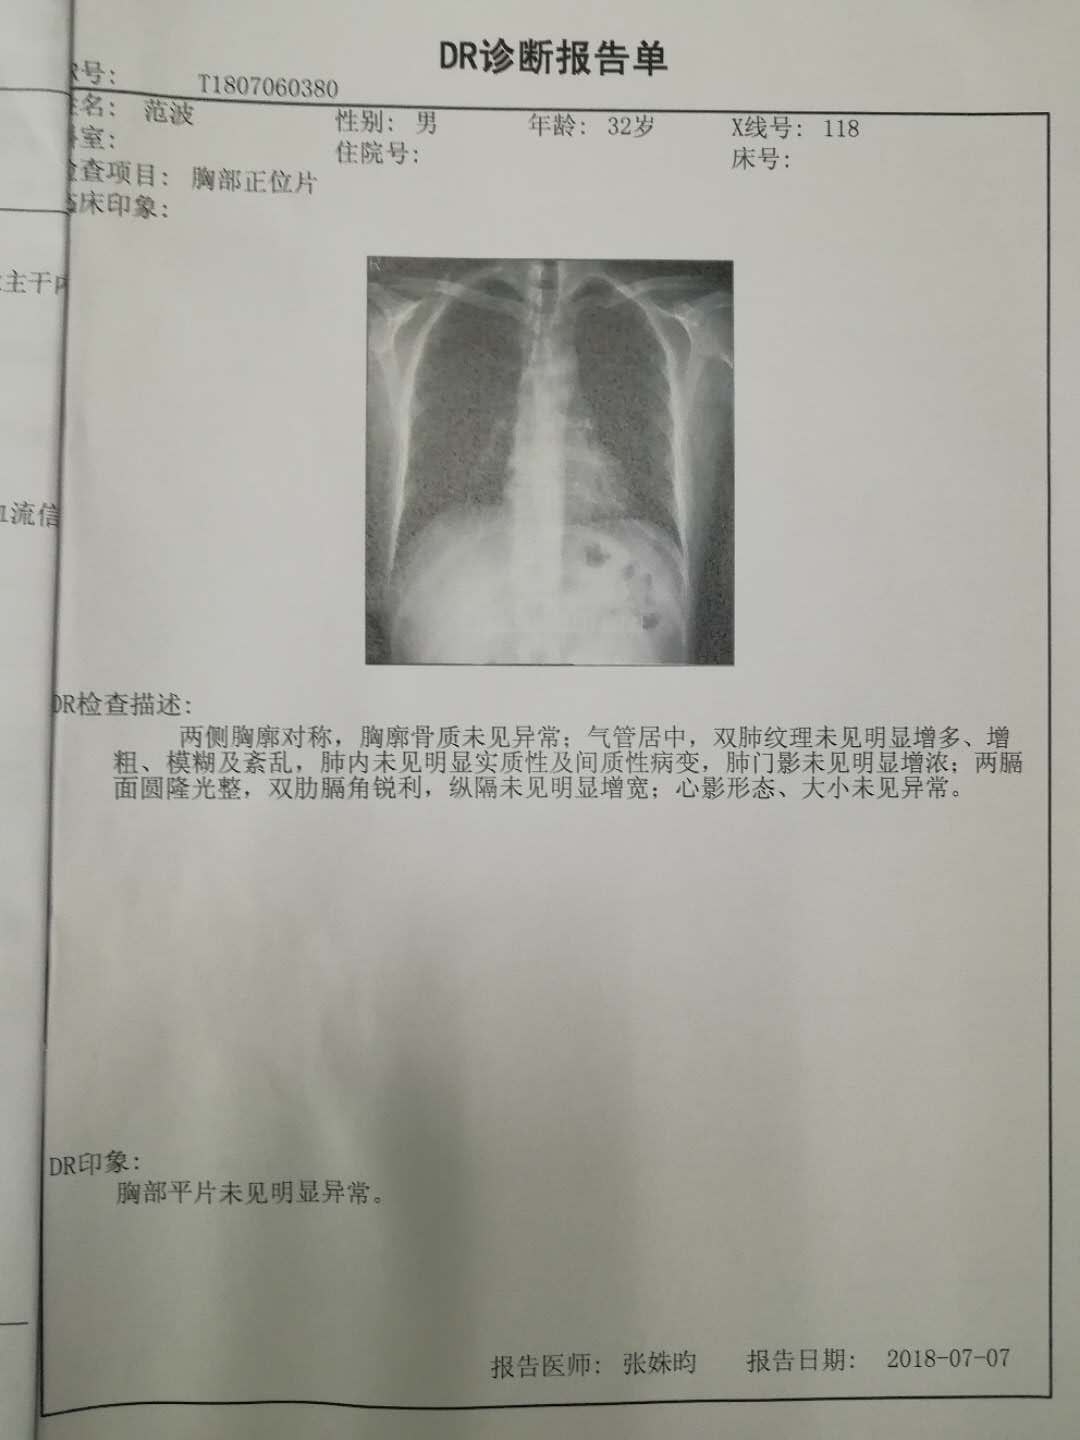 DR诊断报告单
号: T1807060380
名: 范波 性别: 男 年龄: 32岁 X线号: 118
室: 住院号: 床号:
查项目: 胸部正位片
床印象:
主干
R
流信
DR检查描述:
两侧胸廓对称，胸廓骨质未见异常；气管居中，双肺纹理未见明显增多、增
粗、模糊及紊乱，肺内未见明显实质性及间质性病变，肺门影未见明显增浓；两膈
面圆隆光整，双肋膈角锐利，纵隔未见明显增宽；心影形态、大小未见异常。
DR印象:
胸部平片未见明显异常。
报告医师: 张姝昀 报告日期: 2018-07-07